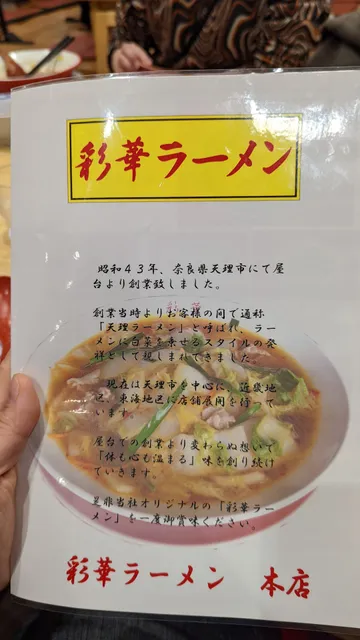 彩華ラーメン
昭和４３年、奈良県天理市にて屋
台より創業致しました。
創業当時よりお客様の間で通称
「天理ラーメン」と呼ばれ、ラー
メンに白菜を乗せるスタイルの発
祥として親しまれてきました。
現在は天理市を中心に、近畿地
区、東海地区に店舗展開を行って
います。
屋台での創業より変わらぬ想いで
「体も心も温まる」味を創り続け
ていきます。
是非当社オリジナルの「彩華ラー
メン」を一度御賞味ください。
彩華ラーメン 本店